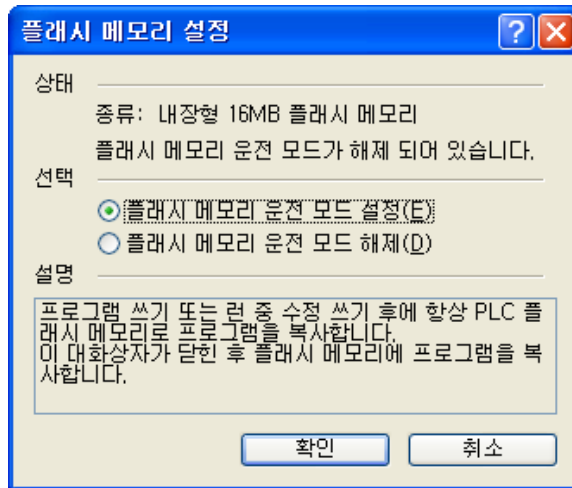 플래시 메모리 설정
상태
종류: 내장형 16MB 플래시 메모리
플래시 메모리 운전 모드가 해제 되어 있습니다.
선택
플래시 메모리 운전 모드 설정(E)
플래시 메모리 운전 모드 해제(D)
설명
프로그램 쓰기 또는 런 중 수정 쓰기 후에 항상 PLC 플
래시 메모리로 프로그램을 복사합니다.
이 대화상자가 닫힌 후 플래시 메모리에 프로그램을 복
사합니다.
확인 취소